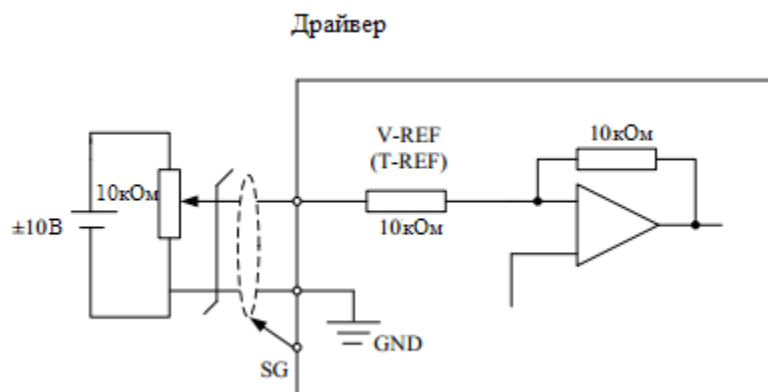 Драйвер
V-REF
(T-REF)
10кОм
10кОм
10кОм
±10В
GND
SG